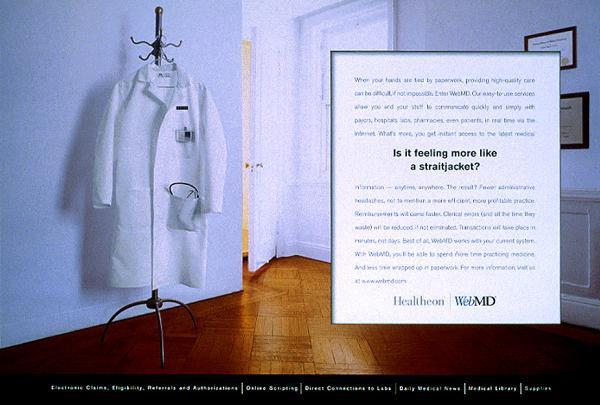 When your hands are tied by paperwork, providing high-quality care
can be difficult, if not impossible. Enter WebMD. Our easy-to-use services
allow you and your staff to communicate quickly and simply with
payors, hospitals, labs, pharmacies, even patients, in real time via the
Internet. What's more, you get instant access to the latest medical
Is it feeling more like
a straitjacket?
information — anytime, anywhere. The result? Fewer administrative
headaches, not to mention a more efficient, more profitable practice.
Reimbursements will come faster. Clerical errors (and all the time they
waste) will be reduced, if not eliminated. Transactions will take place in
minutes, not days. Best of all, WebMD works with your current system.
With WebMD, you'll be able to spend more time practicing medicine.
And less time wrapped up in paperwork. For more information, visit us
at www.webmd.com.
Healtheon | WebMD
Electronic Claims, Eligibility, Referrals and Authorizations | Online Scripting | Direct Connections to Labs | Daily Medical News | Medical Library | Supplies